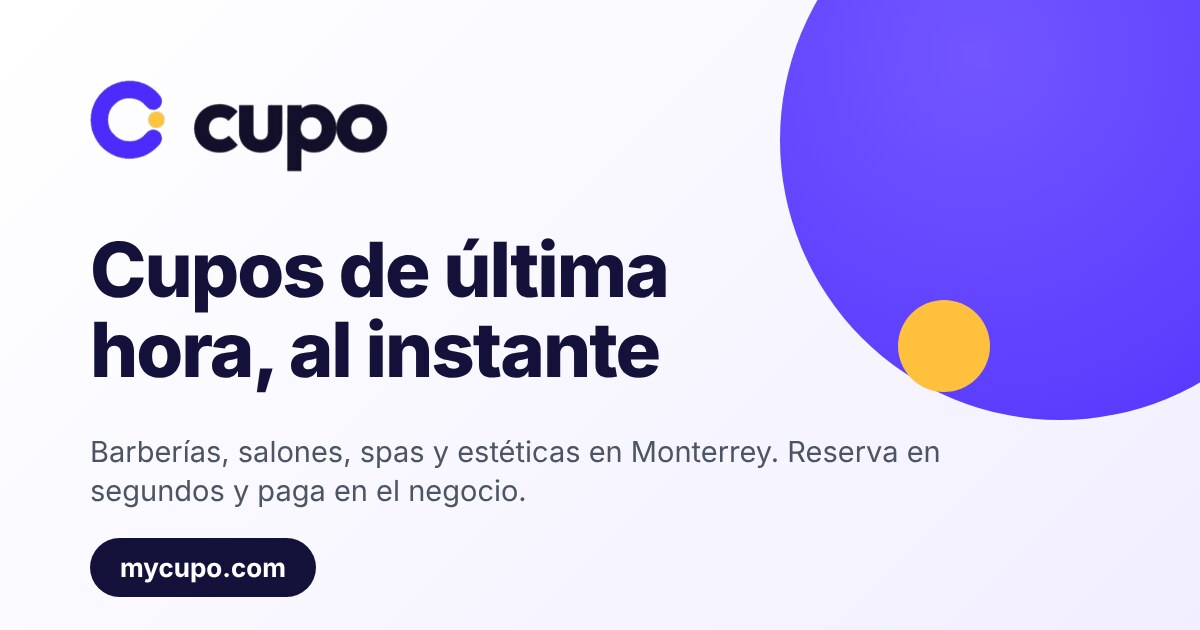 cupo
Cupos de última
hora, al instante
Barberías, salones, spas y estéticas en Monterrey. Reserva en
segundos y paga en el negocio.
mycupo.com